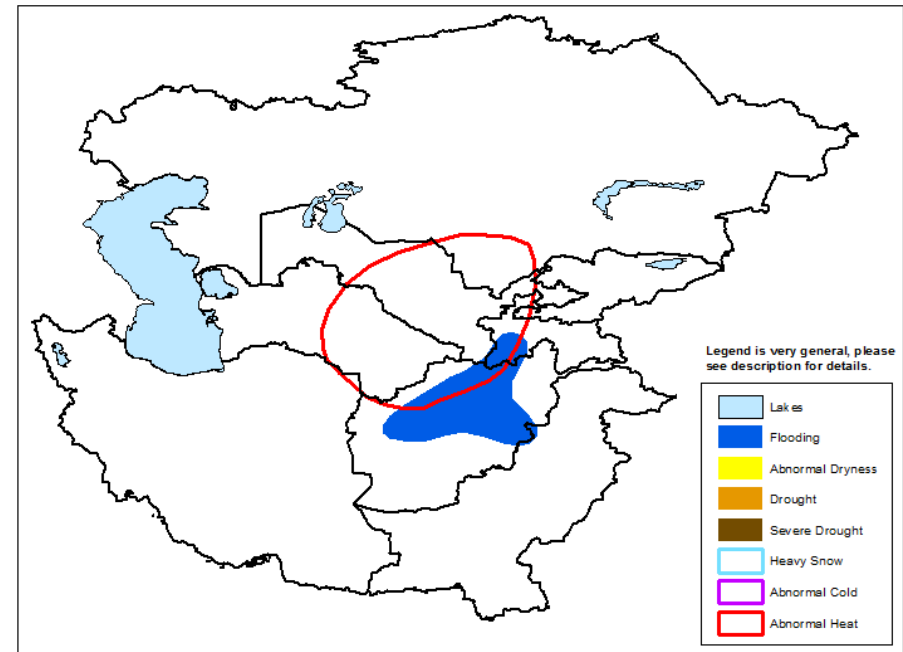 Legend is very general, please
see description for details.
Lakes
Flooding
Abnormal Dryness
Drought
Severe Drought
Heavy Snow
Abnormal Cold
Abnormal Heat